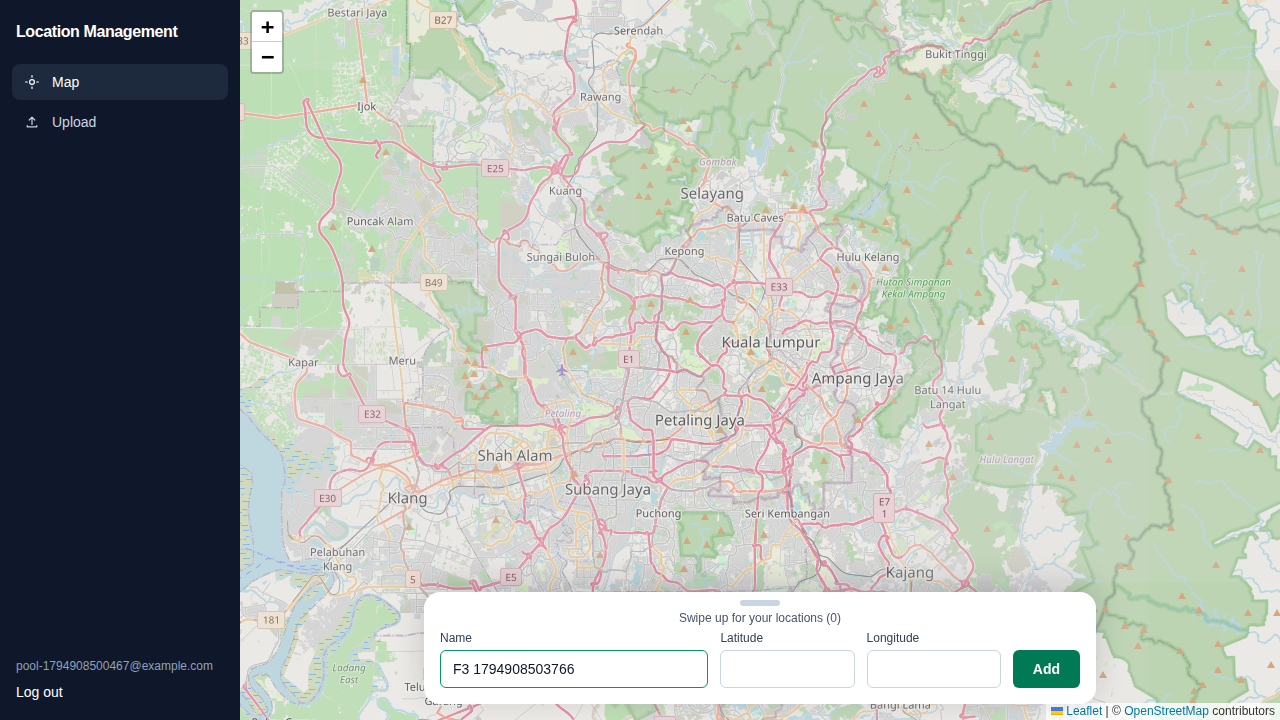 Location Management
Map
Upload
pool-1794908500467@example.com
Log out
+
−
Bestari Jaya
B27
Serendah
Bukit Tinggi
Rawang
Ijok
E25
Gombak
Kuang
Selayang
Puncak Alam
Batu Caves
Sungai Buloh
Kepong
Hulu Kelang
B49
E33
Hutan Simpanan
Kekal Ampang
Kuala Lumpur
Kapar
Meru
E1
Ampang Jaya
Batu 14 Hulu
Langat
E32
Petaling
Petaling Jaya
Shah Alam
Hulu Langat
Subang Jaya
E30
Klang
E7
1
Puchong
Seri Kembangan
Pelabuhan
Klang
5
E5
Kajang
181
Ladang
East
Swipe up for your locations (0)
Name
Latitude
Longitude
F3 1794908503766
Add
Leaflet | © OpenStreetMap contributors